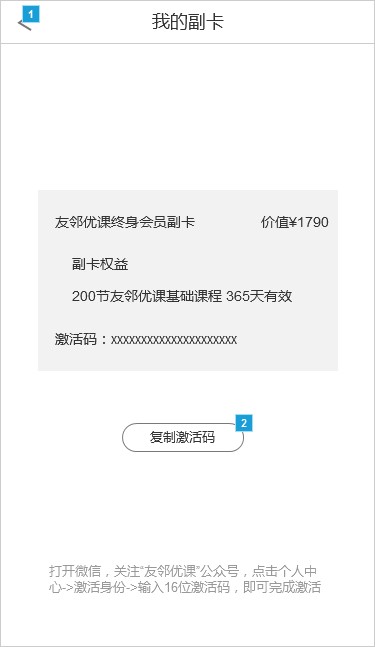 1
我的副卡
友邻优课终身会员副卡 价值¥1790
副卡权益
200节友邻优课基础课程 365天有效
激活码：xxxxxxxxxxxxxxxxxxxxx
复制激活码 2
打开微信，关注“友邻优课”公众号，点击个人中
心->激活身份->输入16位激活码，即可完成激活